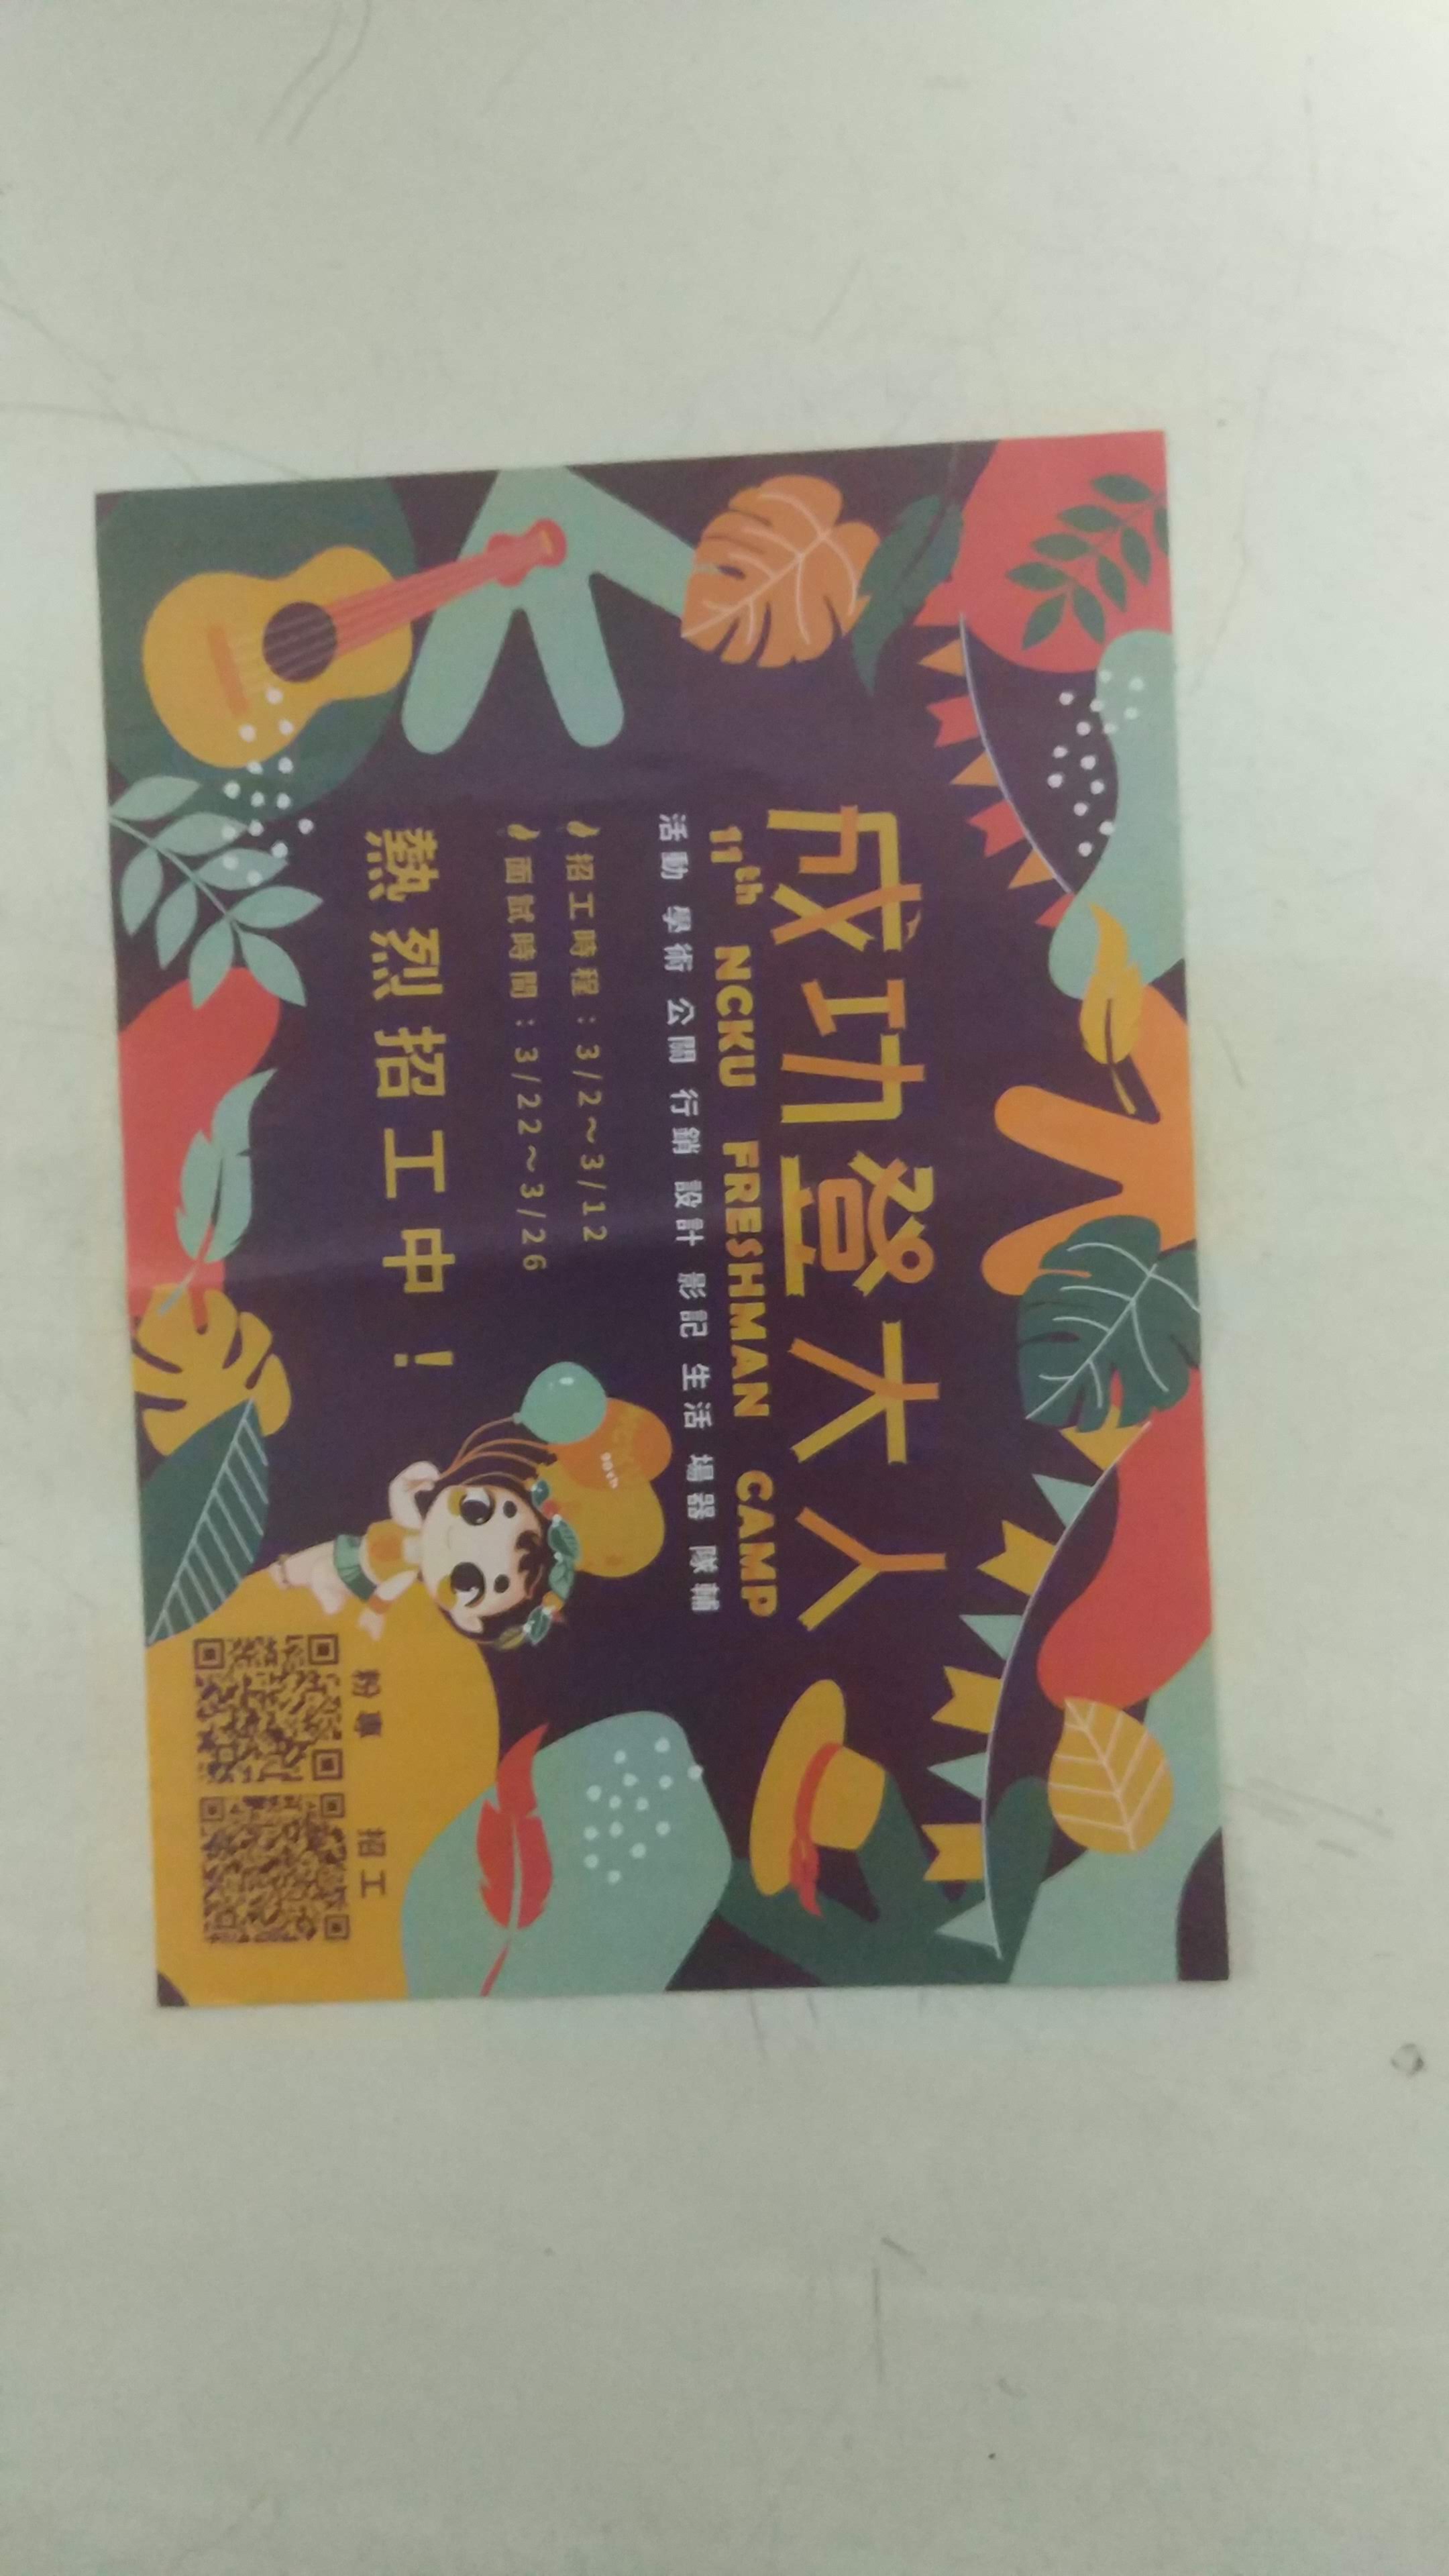 成功登大人
11th NCKU FRESHMAN CAMP
活動 學術 公關 行銷 設計 影記 生活 場器 隊輔
招工時程：3/2～3/12
面試時間：3/22～3/26
熱烈招工中！
粉專 招工